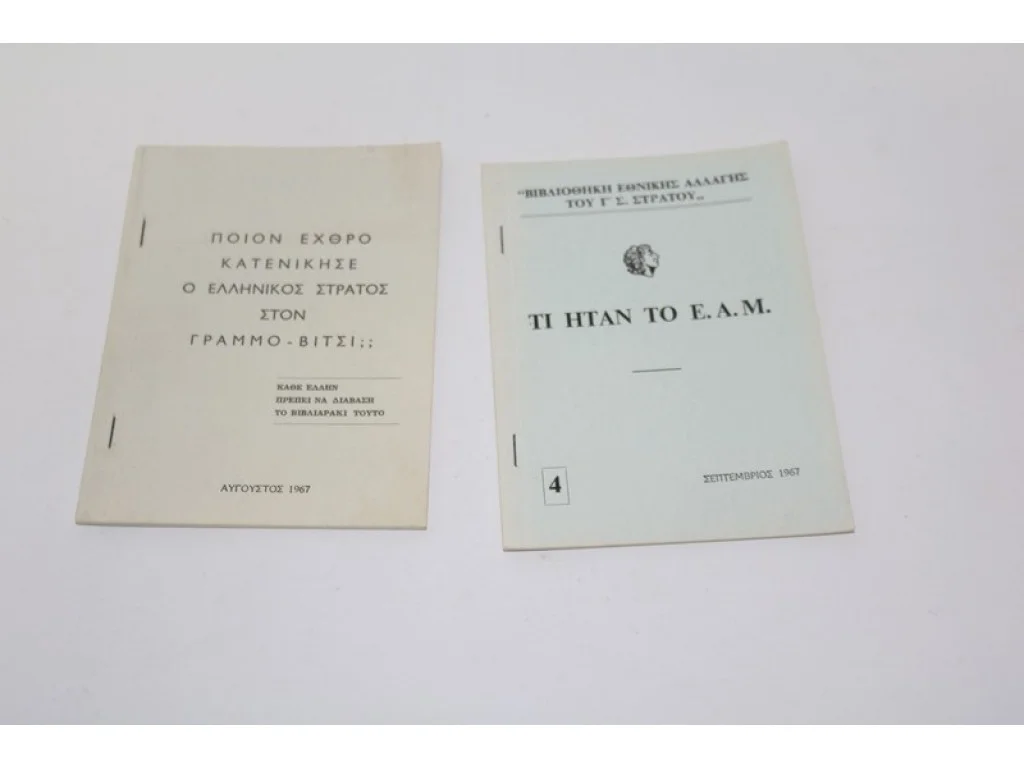 ΠΟΙΟΝ ΕΧΘΡΟ
ΚΑΤΕΝΙΚΗΣΕ
Ο ΕΛΛΗΝΙΚΟΣ ΣΤΡΑΤΟΣ
ΣΤΟΝ
ΓΡΑΜΜΟ - ΒΙΤΣΙ;;
ΚΑΘΕ ΕΛΛΗΝ
ΠΡΕΠΕΙ ΝΑ ΔΙΑΒΑΣΗ
ΤΟ ΒΙΒΛΙΑΡΑΚΙ ΤΟΥΤΟ
ΑΥΓΟΥΣΤΟΣ 1967
„ΒΙΒΛΙΟΘΗΚΗ ΕΘΝΙΚΗΣ ΑΛΛΑΓΗΣ
ΤΟΥ Γ΄ Σ. ΣΤΡΑΤΟΥ„
ΤΙ ΗΤΑΝ ΤΟ Ε. Α. Μ.
4
ΣΕΠΤΕΜΒΡΙΟΣ 1967